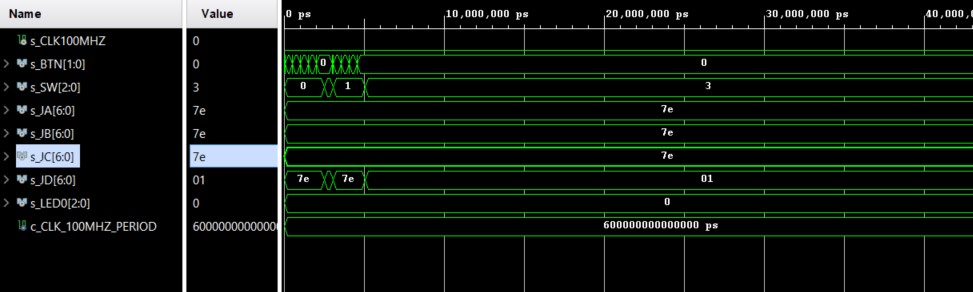 Name Value 0 ps 10,000,000 ps 20,000,000 ps 30,000,000 ps 40,000,0
s_CLK100MHZ 0
s_BTN[1:0] 0 0 0
s_SW[2:0] 3 0 1 3
s_JA[6:0] 7e 7e
s_JB[6:0] 7e 7e
s_JC[6:0] 7e 7e
s_JD[6:0] 01 7e 7e 01
s_LED0[2:0] 0 0
c_CLK_100MHZ_PERIOD 6000000000000 600000000000000 ps